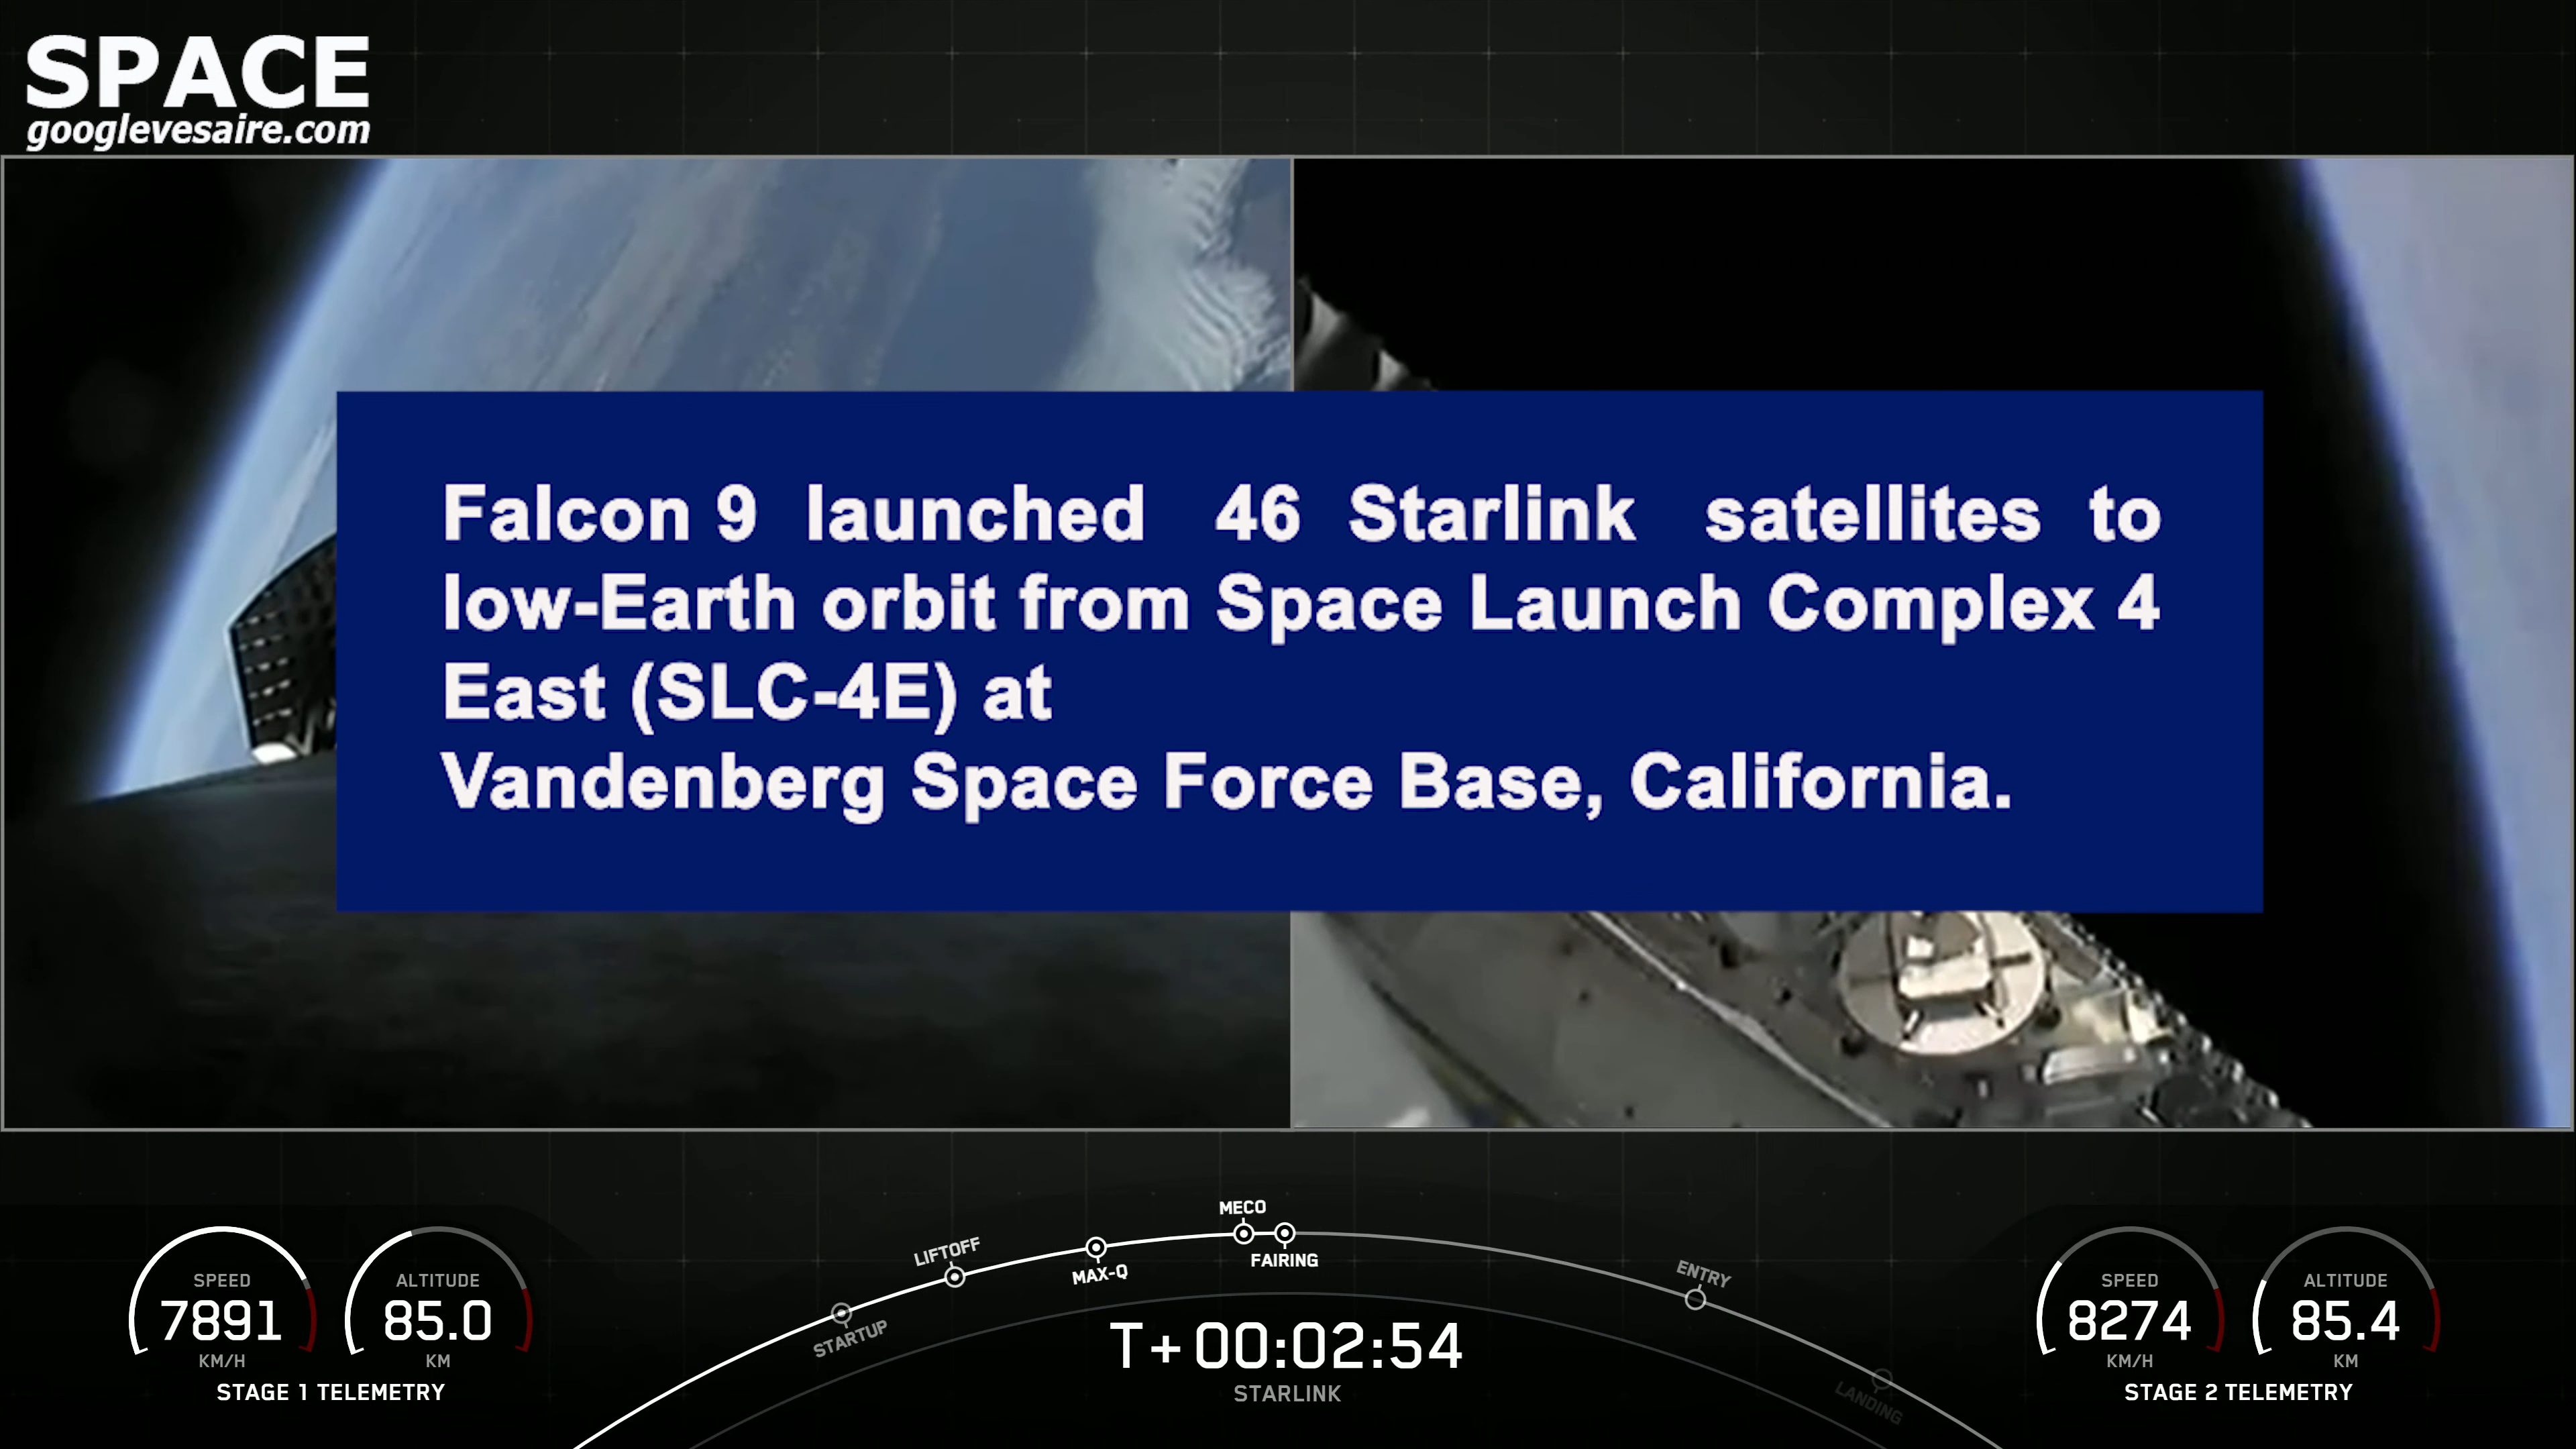 SPACE
googlevesaire.com
Falcon 9 launched 46 Starlink satellites to
low-Earth orbit from Space Launch Complex 4
East (SLC-4E) at
Vandenberg Space Force Base, California.
SPEED
7891
KM/H
ALTITUDE
85.0
KM
STAGE 1 TELEMETRY
STARTUP
LIFTOFF
MAX-Q
MECO
FAIRING
ENTRY
LANDING
T+00:02:54
STARLINK
SPEED
8274
KM/H
ALTITUDE
85.4
KM
STAGE 2 TELEMETRY